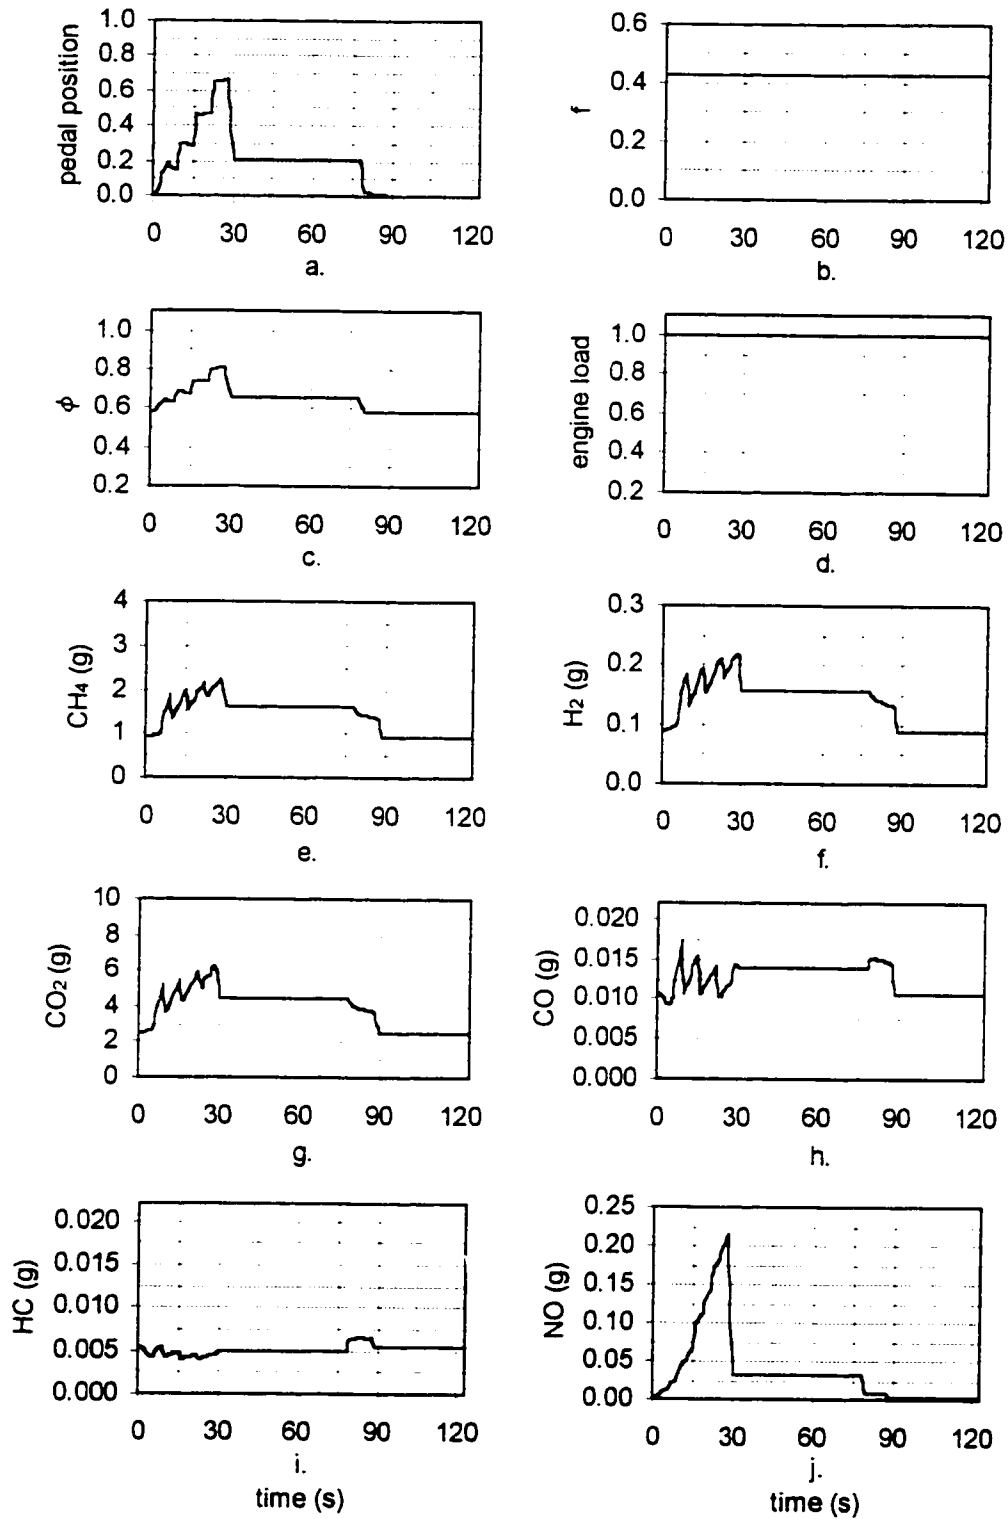 pedal position
1.0
0.8
0.6
0.4
0.2
0.0
0 30 60 90 120
a.
f
0.6
0.4
0.2
0.0
0 30 60 90 120
b.
ϕ
1.0
0.8
0.6
0.4
0.2
0 30 60 90 120
c.
engine load
1.0
0.8
0.6
0.4
0.2
0 30 60 90 120
d.
CH4 (g)
4
3
2
1
0
0 30 60 90 120
e.
H2 (g)
0.3
0.2
0.1
0.0
0 30 60 90 120
f.
CO2 (g)
10
8
6
4
2
0
0 30 60 90 120
g.
CO (g)
0.020
0.015
0.010
0.005
0.000
0 30 60 90 120
h.
HC (g)
0.020
0.015
0.010
0.005
0.000
0 30 60 90 120
i.
time (s)
NO (g)
0.25
0.20
0.15
0.10
0.05
0.00
0 30 60 90 120
j.
time (s)